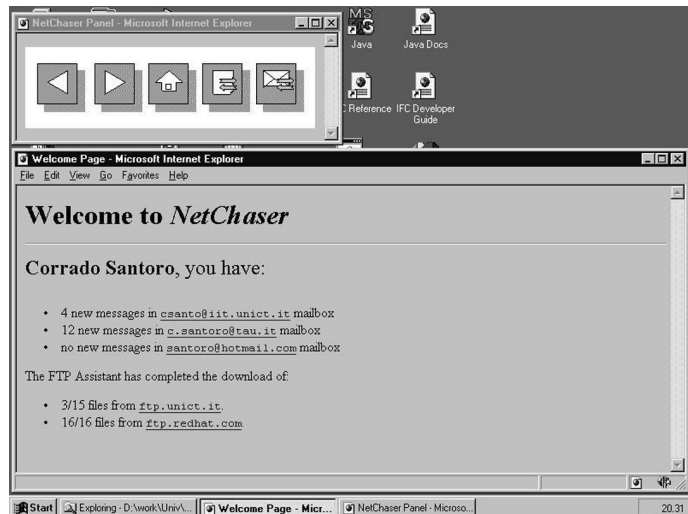 NetChaser Panel - Microsoft Internet Explorer
MS
Java
Java Docs
Reference
IFC Developer
Guide
Welcome Page - Microsoft Internet Explorer
File Edit View Go Favorites Help
Welcome to NetChaser
Corrado Santoro, you have:
• 4 new messages in csanto@iit.unict.it mailbox
• 12 new messages in c.santoro@tau.it mailbox
• no new messages in santoro@hotmail.com mailbox
The FTP Assistant has completed the download of:
• 3/15 files from ftp.unict.it.
• 16/16 files from ftp.redhat.com
Start Exploring - D:\work\Univ\... Welcome Page - Micr... NetChaser Panel - Microso... 20.31